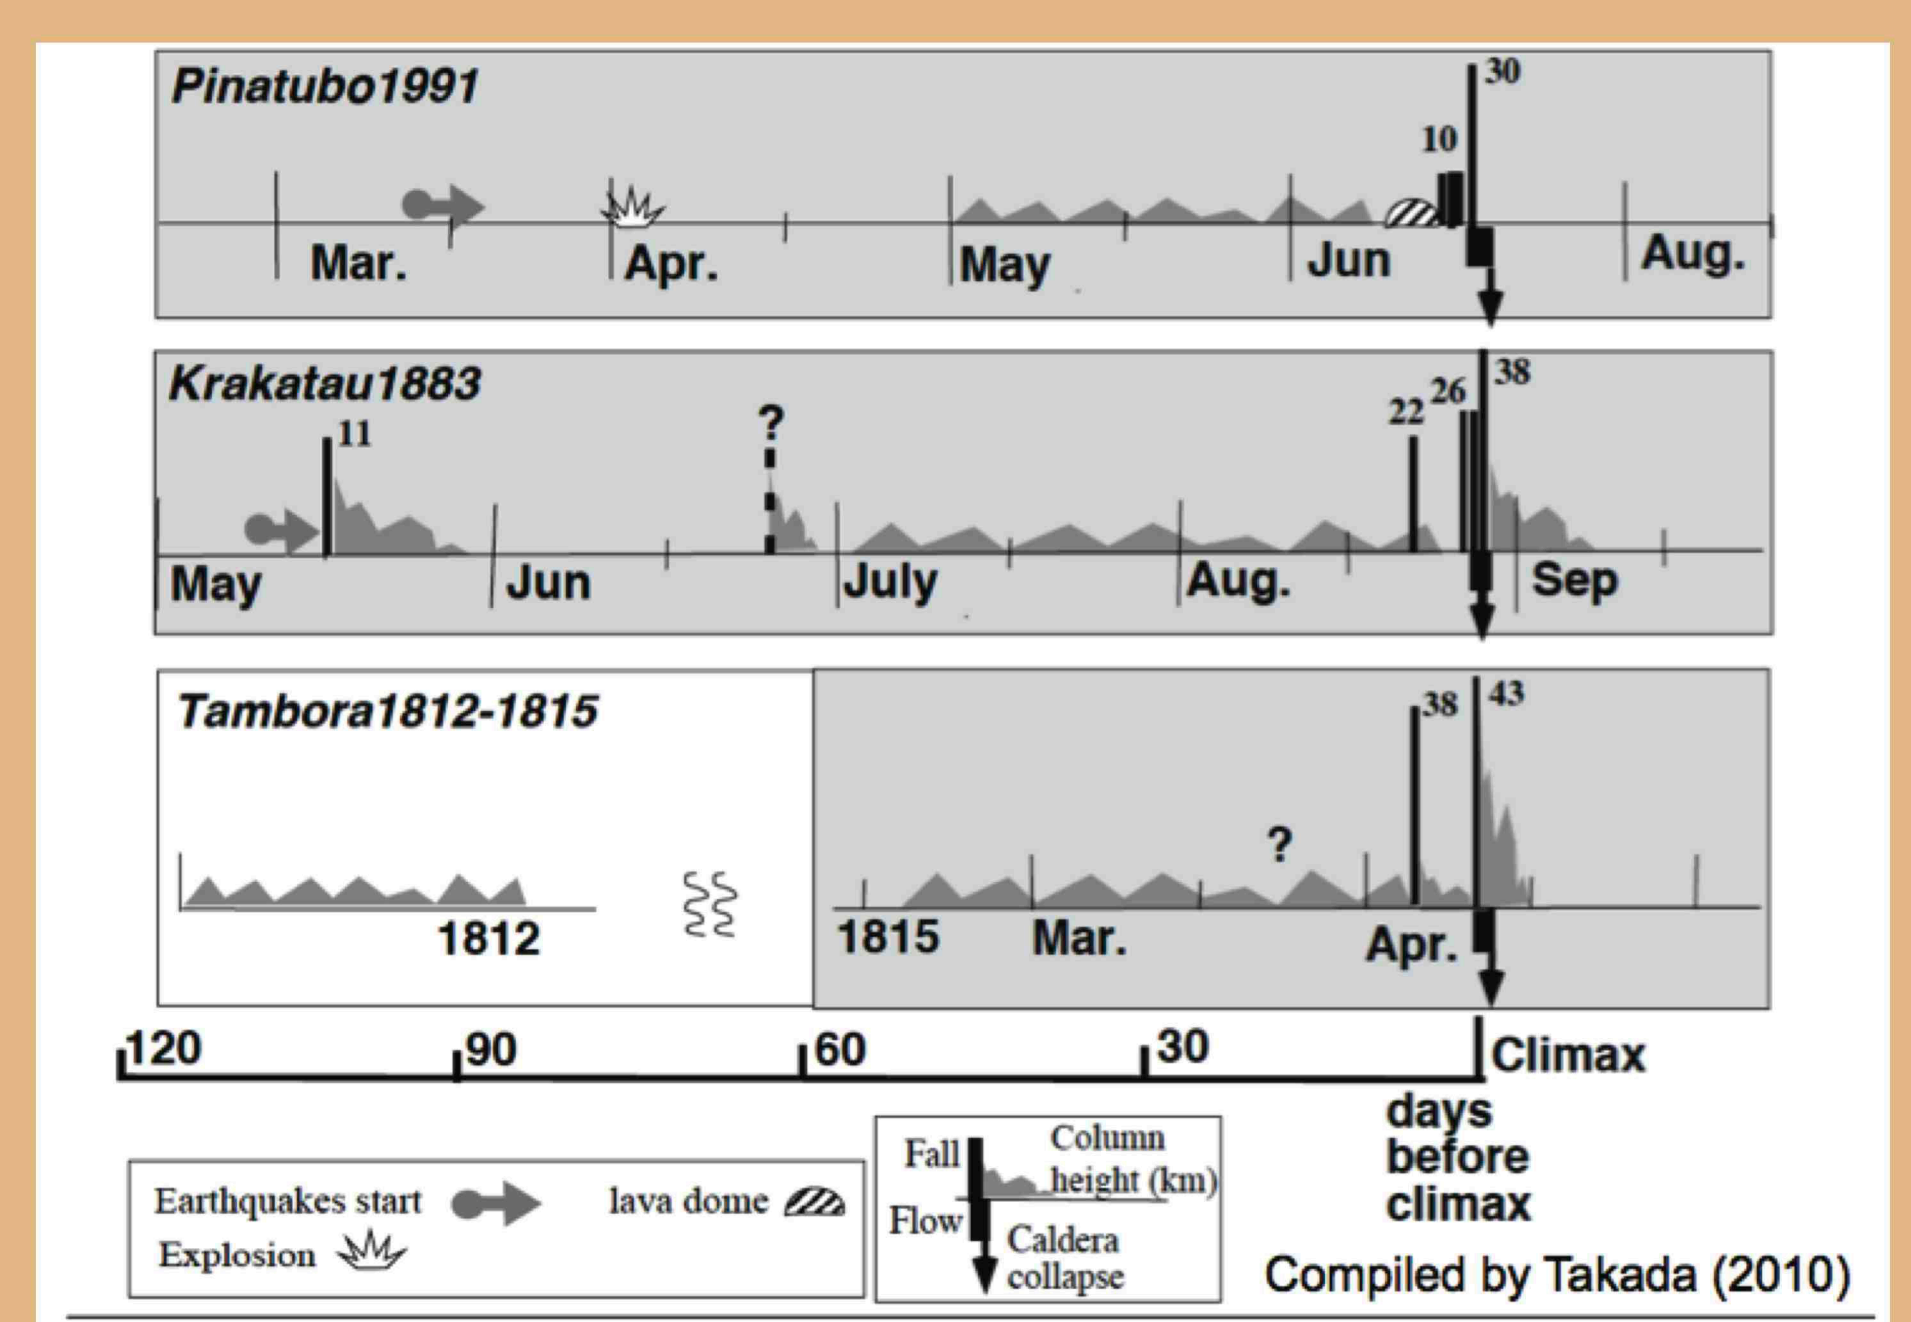 Pinatubo1991
30
10
Mar.
Apr.
May
Jun
Aug.
Krakatau1883
11
?
22
26
38
May
Jun
July
Aug.
Sep
Tambora1812-1815
38
43
?
1812
1815
Mar.
Apr.
120
90
60
30
Climax
days
before
climax
Earthquakes start
lava dome
Explosion
Fall
Column
height (km)
Flow
Caldera
collapse
Compiled by Takada (2010)